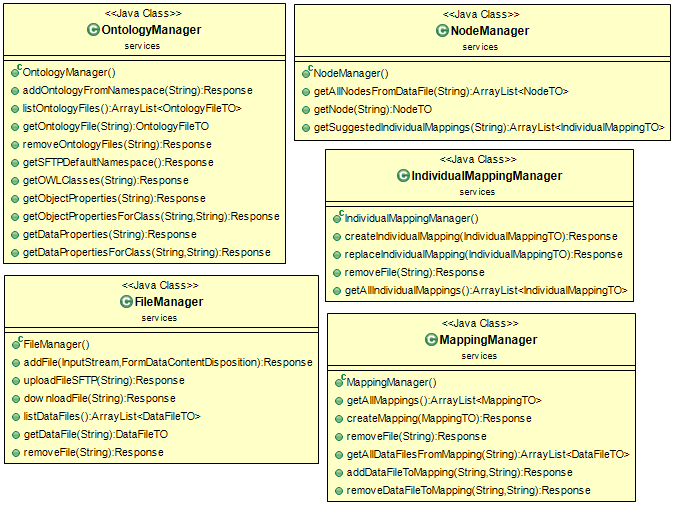 <<Java Class>>
OntologyManager
services
OntologyManager()
addOntologyFromNamespace(String):Response
listOntologyFiles():ArrayList<OntologyFileTO>
getOntologyFile(String):OntologyFileTO
removeOntologyFiles(String):Response
getSFTPDefaultNamespace():Response
getOWLClasses(String):Response
getObjectProperties(String):Response
getObjectPropertiesForClass(String,String):Response
getDataProperties(String):Response
getDataPropertiesForClass(String,String):Response
<<Java Class>>
NodeManager
services
NodeManager()
getAllNodesFromDataFile(String):ArrayList<NodeTO>
getNode(String):NodeTO
getSuggestedIndividualMappings(String):ArrayList<IndividualMappingTO>
<<Java Class>>
IndividualMappingManager
services
IndividualMappingManager()
createIndividualMapping(IndividualMappingTO):Response
replaceIndividualMapping(IndividualMappingTO):Response
removeFile(String):Response
getAllIndividualMappings():ArrayList<IndividualMappingTO>
<<Java Class>>
FileManager
services
FileManager()
addFile(InputStream,FormDataContentDisposition):Response
uploadFileSFTP(String):Response
downloadFile(String):Response
listDataFiles():ArrayList<DataFileTO>
getDataFile(String):DataFileTO
removeFile(String):Response
<<Java Class>>
MappingManager
services
MappingManager()
getAllMappings():ArrayList<MappingTO>
createMapping(MappingTO):Response
removeFile(String):Response
getAllDataFilesFromMapping(String):ArrayList<DataFileTO>
addDataFileToMapping(String,String):Response
removeDataFileToMapping(String,String):Response